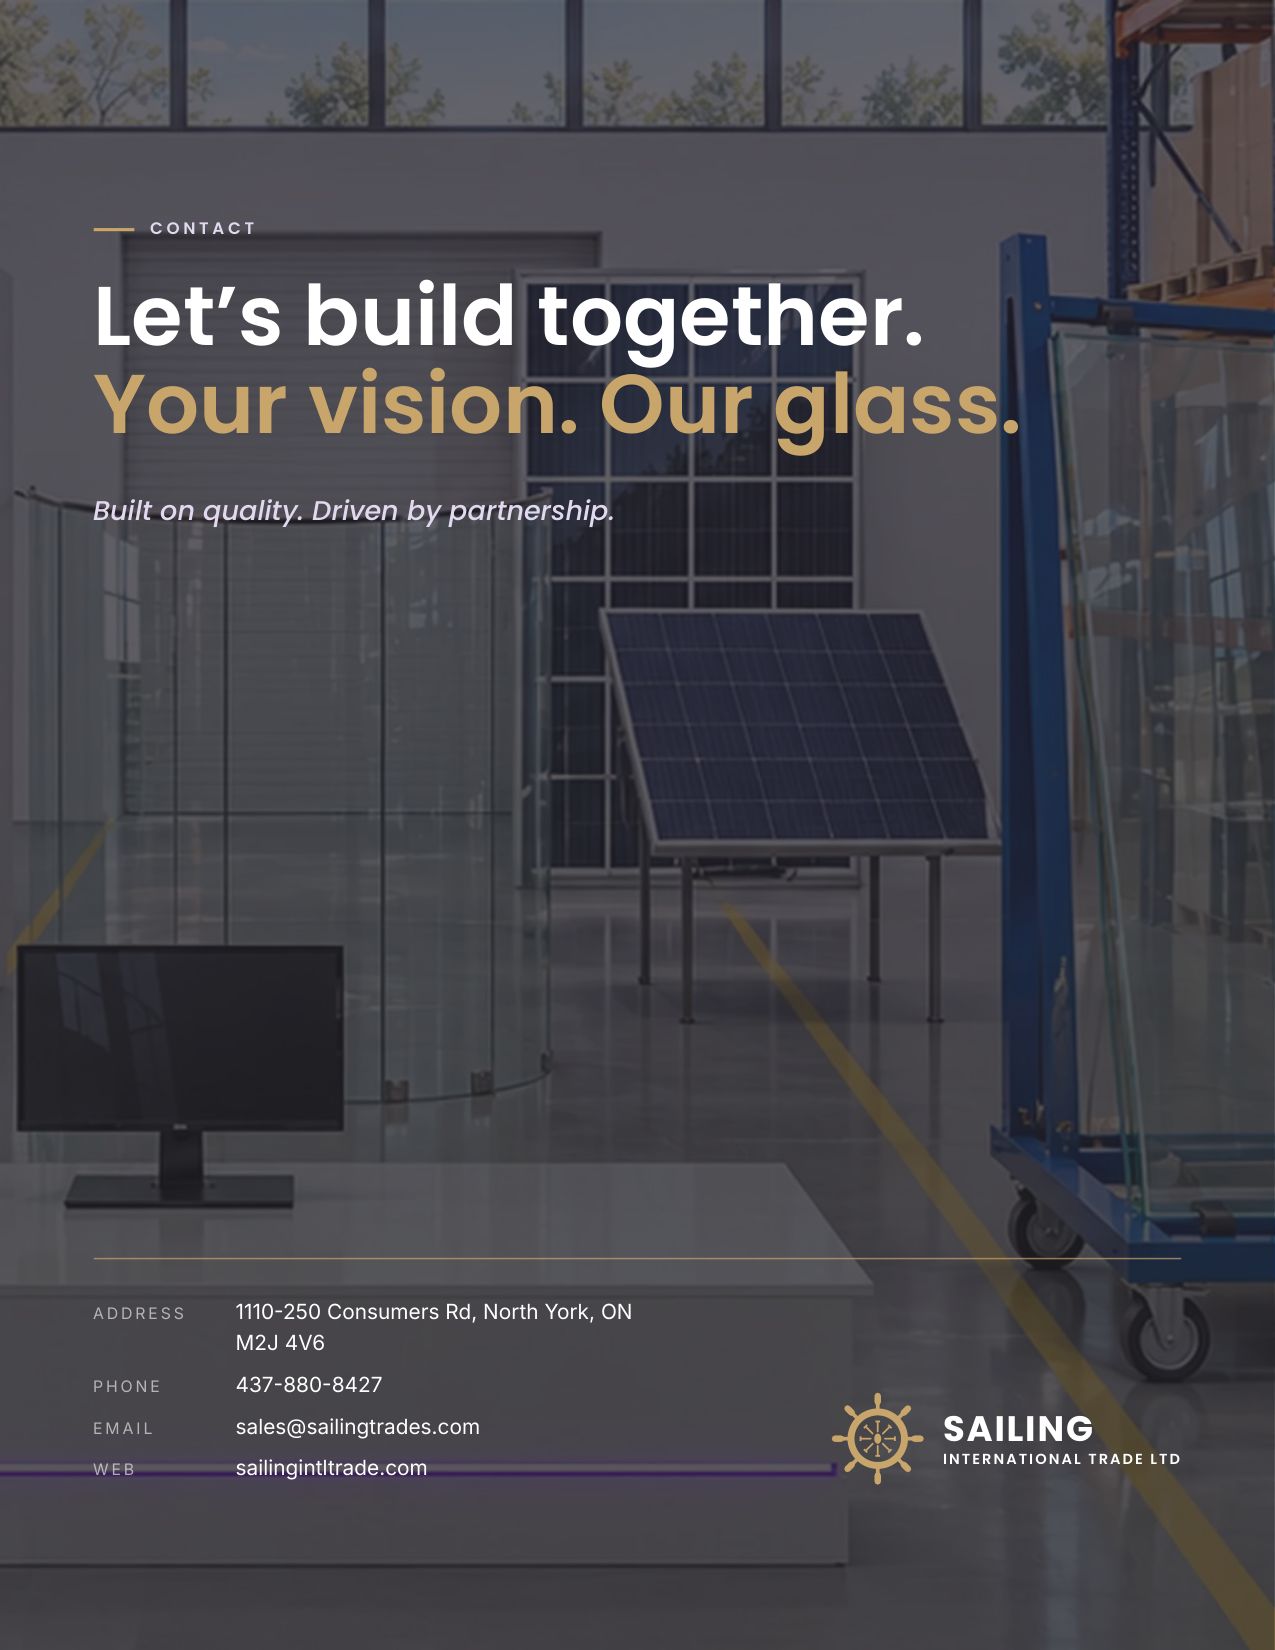 CONTACT
Let’s build together.
Your vision. Our glass.
Built on quality. Driven by partnership.
ADDRESS 1110-250 Consumers Rd, North York, ON
M2J 4V6
PHONE 437-880-8427
EMAIL sales@sailingtrades.com
WEB sailingintltrade.com
SAILING
INTERNATIONAL TRADE LTD